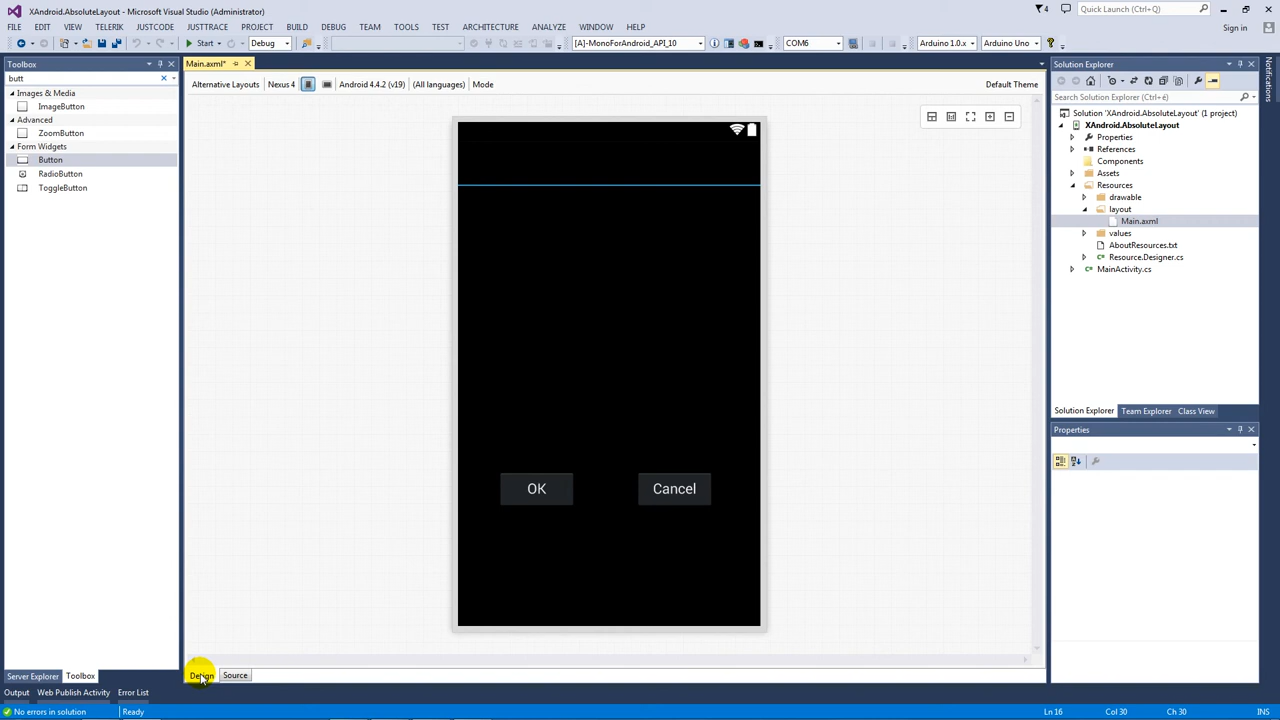 XAndroid.AbsoluteLayout - Microsoft Visual Studio (Administrator)
4
Quick Launch (Ctrl+Q)
FILE EDIT VIEW TELERIK JUSTCODE JUSTTRACE PROJECT BUILD DEBUG TEAM TOOLS TEST ARCHITECTURE ANALYZE WINDOW HELP
Sign in
Start Debug [A]-MonoForAndroid_API_10 COM6 Arduino 1.0.x Arduino Uno
Toolbox
butt
Images & Media
ImageButton
Advanced
ZoomButton
Form Widgets
Button
RadioButton
ToggleButton
Server Explorer Toolbox
Main.axml*
Alternative Layouts Nexus 4 Android 4.4.2 (v19) (All languages) Mode Default Theme
OK Cancel
Design Source
Solution Explorer
Search Solution Explorer (Ctrl+è)
Solution 'XAndroid.AbsoluteLayout' (1 project)
XAndroid.AbsoluteLayout
Properties
References
Components
Assets
Resources
drawable
layout
Main.axml
values
AboutResources.txt
Resource.Designer.cs
MainActivity.cs
Solution Explorer Team Explorer Class View
Properties
Notifications
Output Web Publish Activity Error List
No errors in solution Ready Ln 16 Col 30 Ch 30 INS